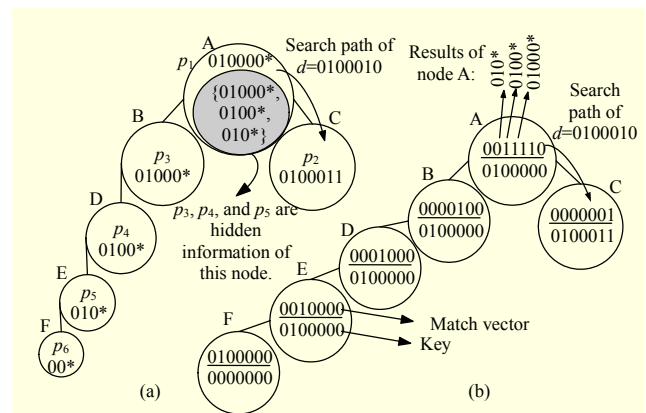 A
p1
010000*
{01000*,
0100*,
010*}
Search path of
d=0100010
B
p3
01000*
C
p2
0100011
D
p4
0100*
p3, p4, and p5 are
hidden
information of
this node.
E
p5
010*
F
p6
00*
(a)
Results of
node A:
010*
0100*
01000*
Search
path of
d=0100010
A
0011110
0100000
B
0000100
0100000
C
0000001
0100011
D
0001000
0100000
E
0010000
0100000
Match vector
Key
F
0100000
0000000
(b)